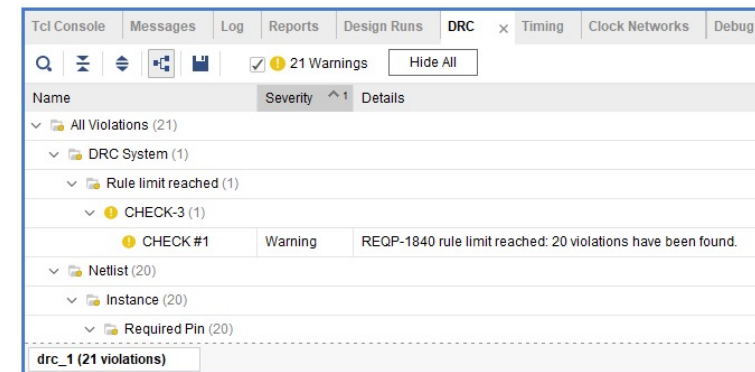 Tcl Console Messages Log Reports Design Runs DRC × Timing Clock Networks Debug
21 Warnings Hide All
Name Severity 1 Details
All Violations (21)
DRC System (1)
Rule limit reached (1)
CHECK-3 (1)
CHECK #1 Warning REQP-1840 rule limit reached: 20 violations have been found.
Netlist (20)
Instance (20)
Required Pin (20)
drc_1 (21 violations)